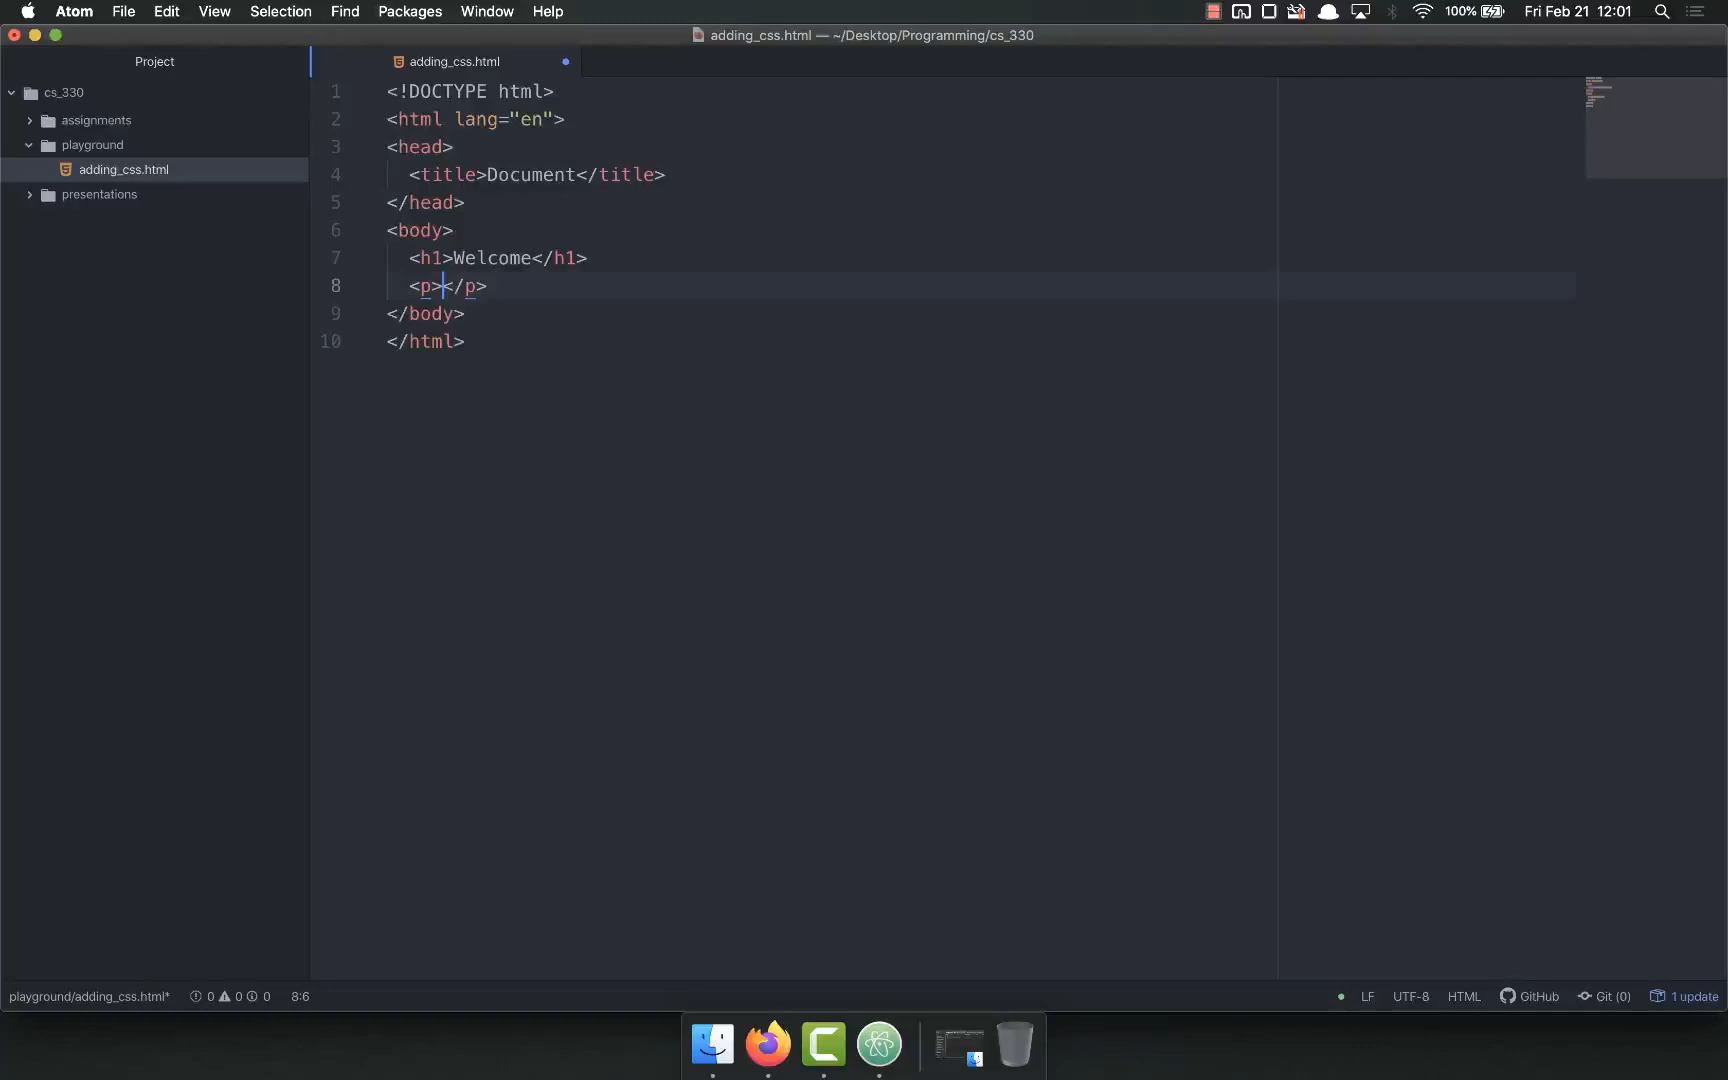 Atom File Edit View Selection Find Packages Window Help 100% Fri Feb 21 12:01
adding_css.html — ~/Desktop/Programming/cs_330
Project
adding_css.html
cs_330
assignments
playground
adding_css.html
presentations
1 <!DOCTYPE html>
2 <html lang="en">
3 <head>
4 <title>Document</title>
5 </head>
6 <body>
7 <h1>Welcome</h1>
8 <p></p>
9 </body>
10 </html>
playground/adding_css.html* 0 0 0 8:6 LF UTF-8 HTML GitHub Git (0) 1 update